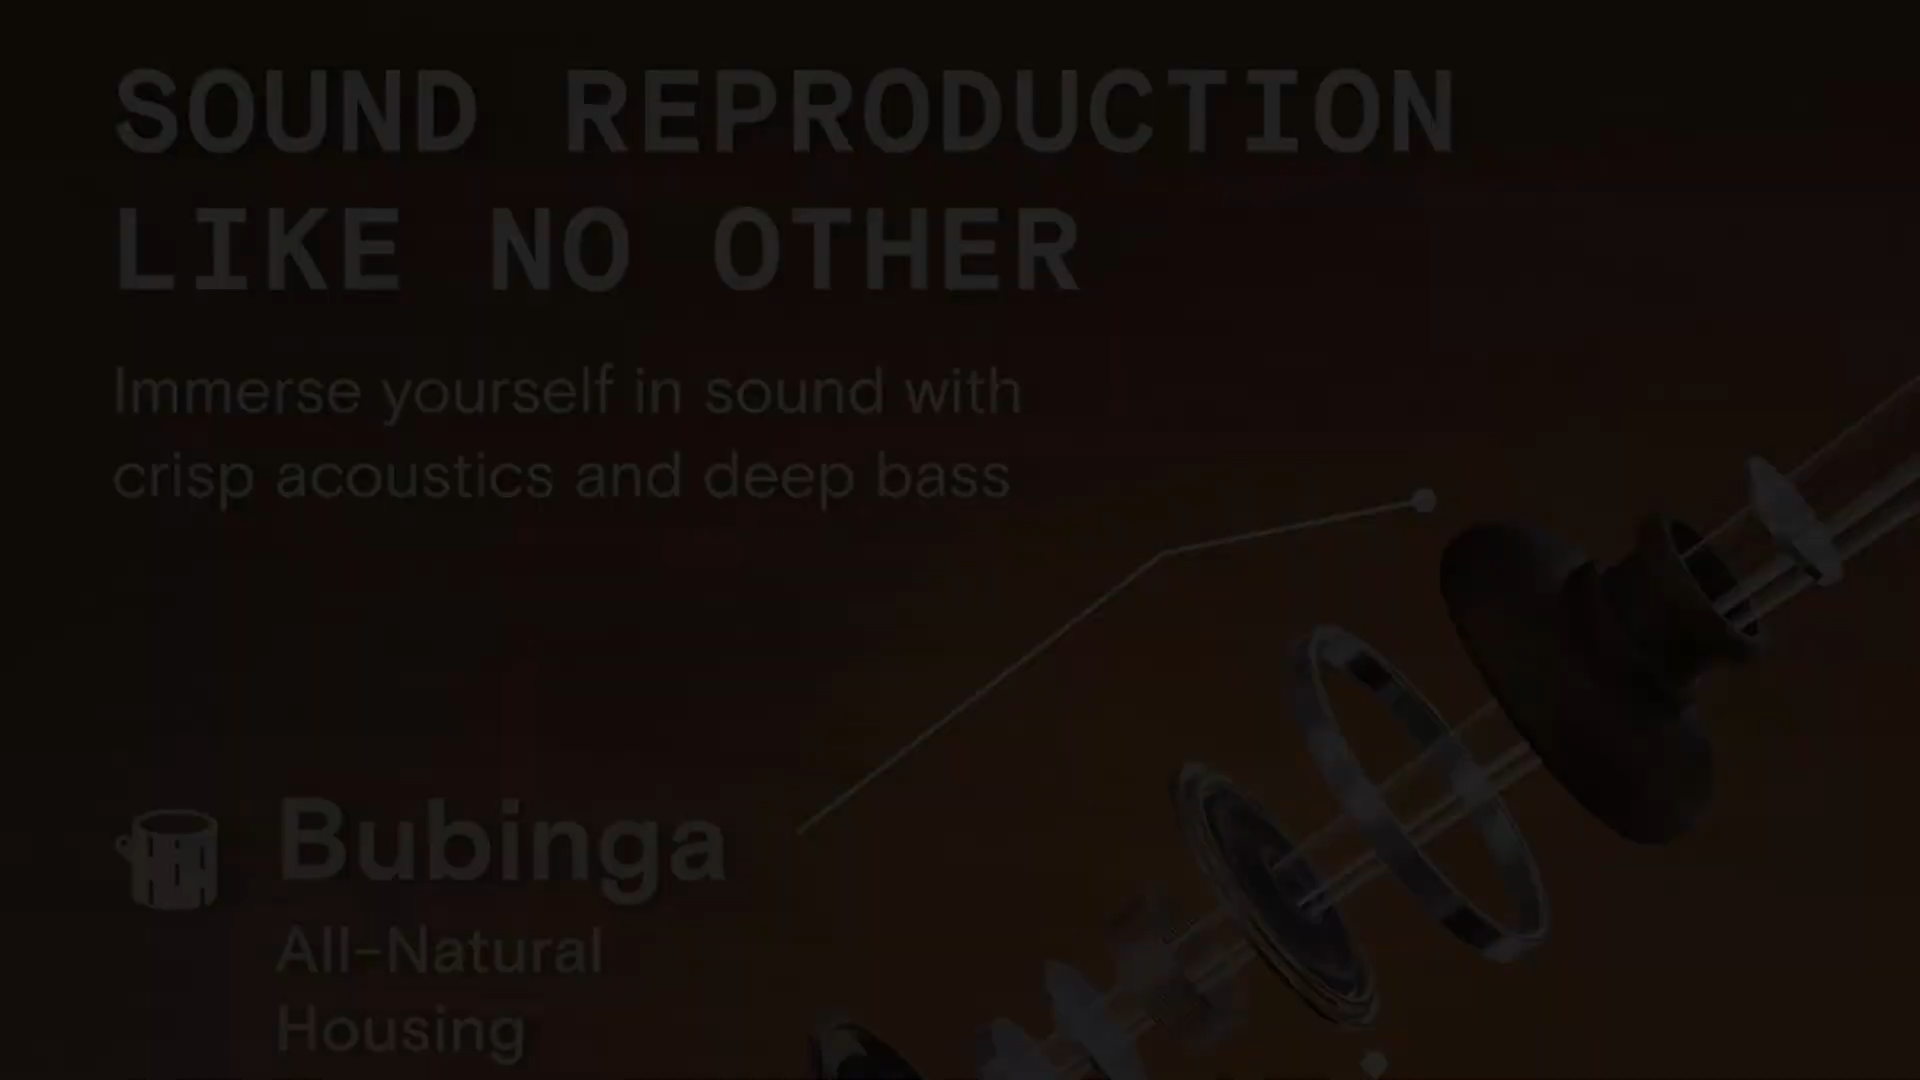 SOUND REPRODUCTION
LIKE NO OTHER
Immerse yourself in sound with
crisp acoustics and deep bass
Bubinga
All-Natural
Housing